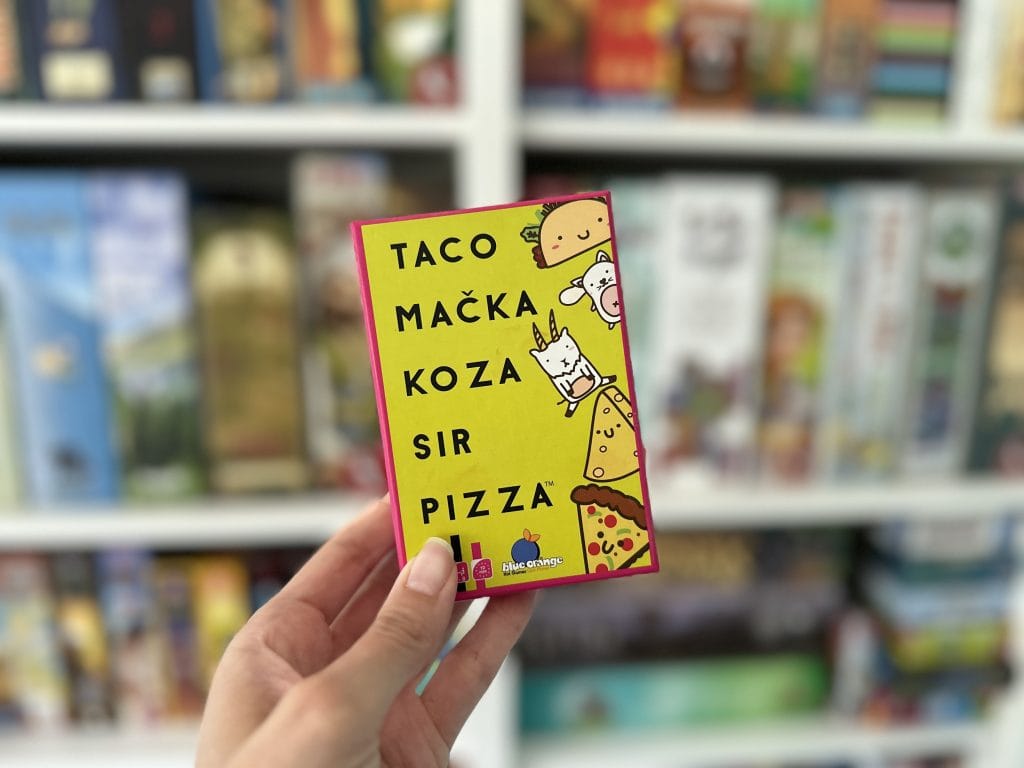 TACO
MAČKA
KOZA
SIR
PIZZA™
blue orange